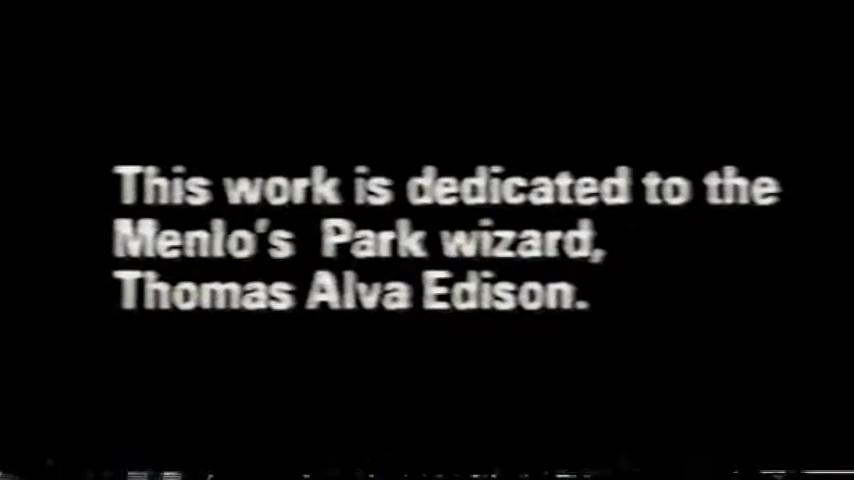 This work is dedicated to the
Menlo's Park wizard,
Thomas Alva Edison.